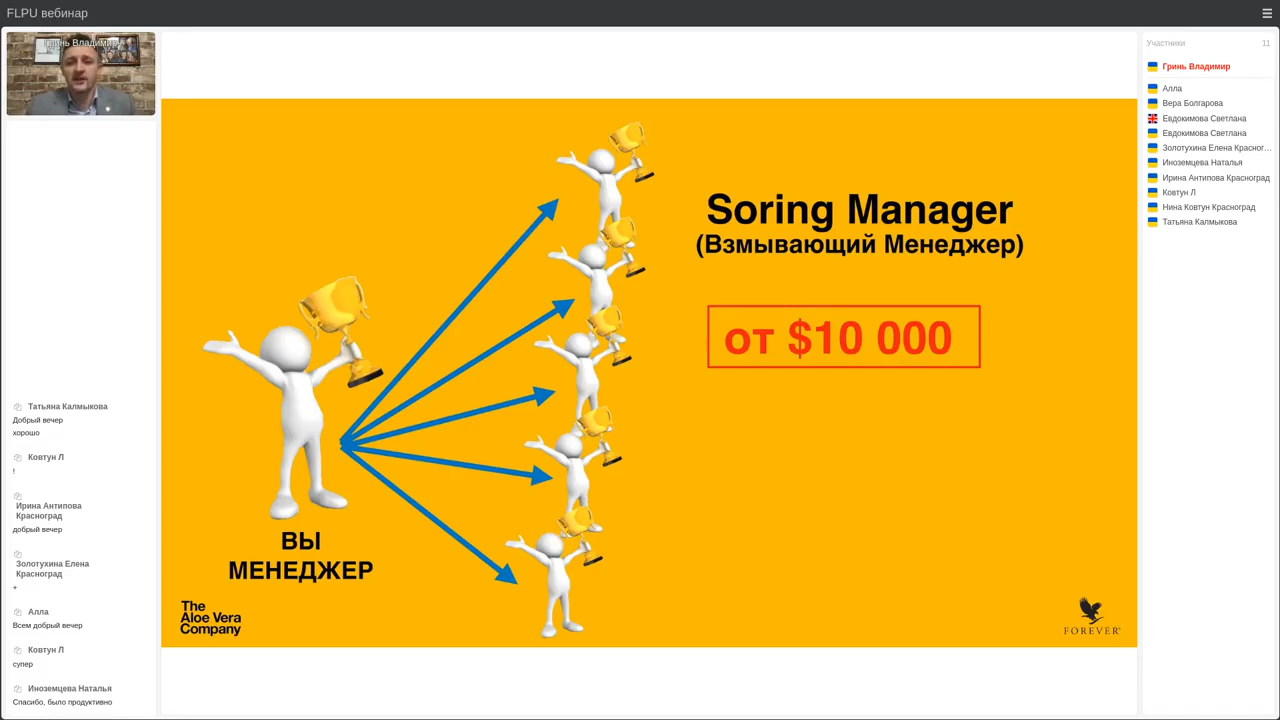 FLPU вебинар
Гринь Владимир
Татьяна Калмыкова
Добрый вечер
хорошо
Ковтун Л
!
Ирина Антипова
Красноград
добрый вечер
Золотухина Елена
Красноград
+
Алла
Всем добрый вечер
Ковтун Л
супер
Иноземцева Наталья
Спасибо, было продуктивно
Soring Manager
(Взмывающий Менеджер)
от $10 000
ВЫ
МЕНЕДЖЕР
The
Aloe Vera
Company
FOREVER
Участники 11
Гринь Владимир
Алла
Вера Болгарова
Евдокимова Светлана
Евдокимова Светлана
Золотухина Елена Красног...
Иноземцева Наталья
Ирина Антипова Красноград
Ковтун Л
Нина Ковтун Красноград
Татьяна Калмыкова